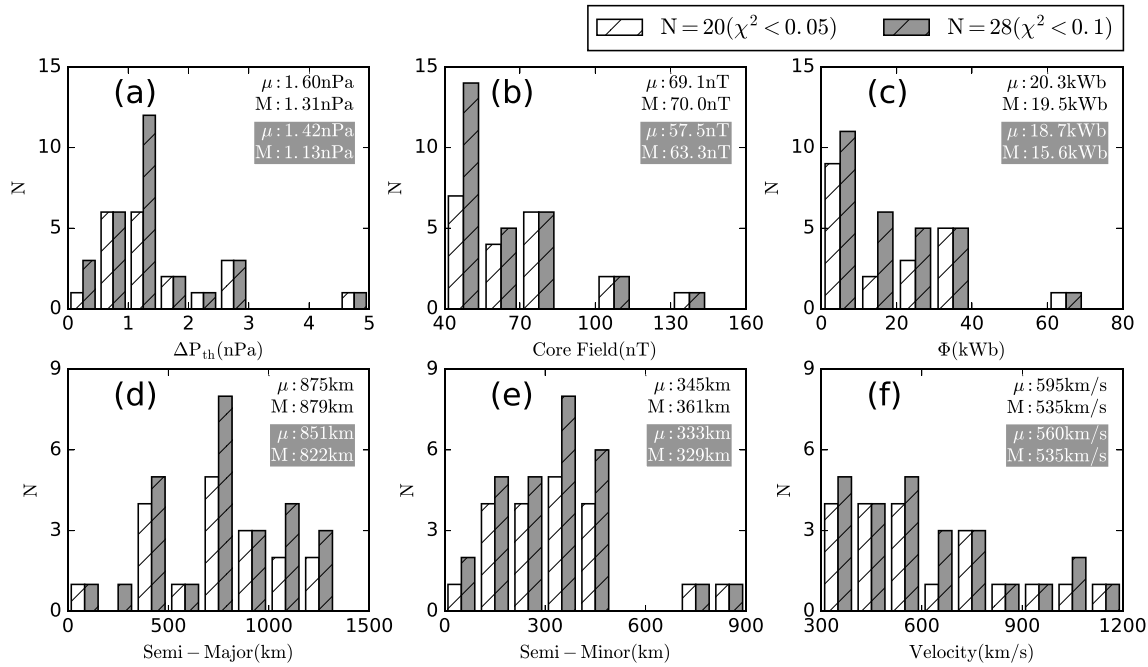 N=20(χ²<0.05) N=28(χ²<0.1)
(a)
μ:1.60nPa
M:1.31nPa
μ:1.42nPa
M:1.13nPa
15
10
5
0
N
0 1 2 3 4 5
ΔPth(nPa)
(b)
μ:69.1nT
M:70.0nT
μ:57.5nT
M:63.3nT
15
10
5
0
N
40 70 100 130 160
Core Field(nT)
(c)
μ:20.3kWb
M:19.5kWb
μ:18.7kWb
M:15.6kWb
15
10
5
0
N
0 20 40 60 80
Φ(kWb)
(d)
μ:875km
M:879km
μ:851km
M:822km
9
6
3
0
N
0 500 1000 1500
Semi−Major(km)
(e)
μ:345km
M:361km
μ:333km
M:329km
9
6
3
0
N
0 300 600 900
Semi−Minor(km)
(f)
μ:595km/s
M:535km/s
μ:560km/s
M:535km/s
9
6
3
0
N
300 600 900 1200
Velocity(km/s)